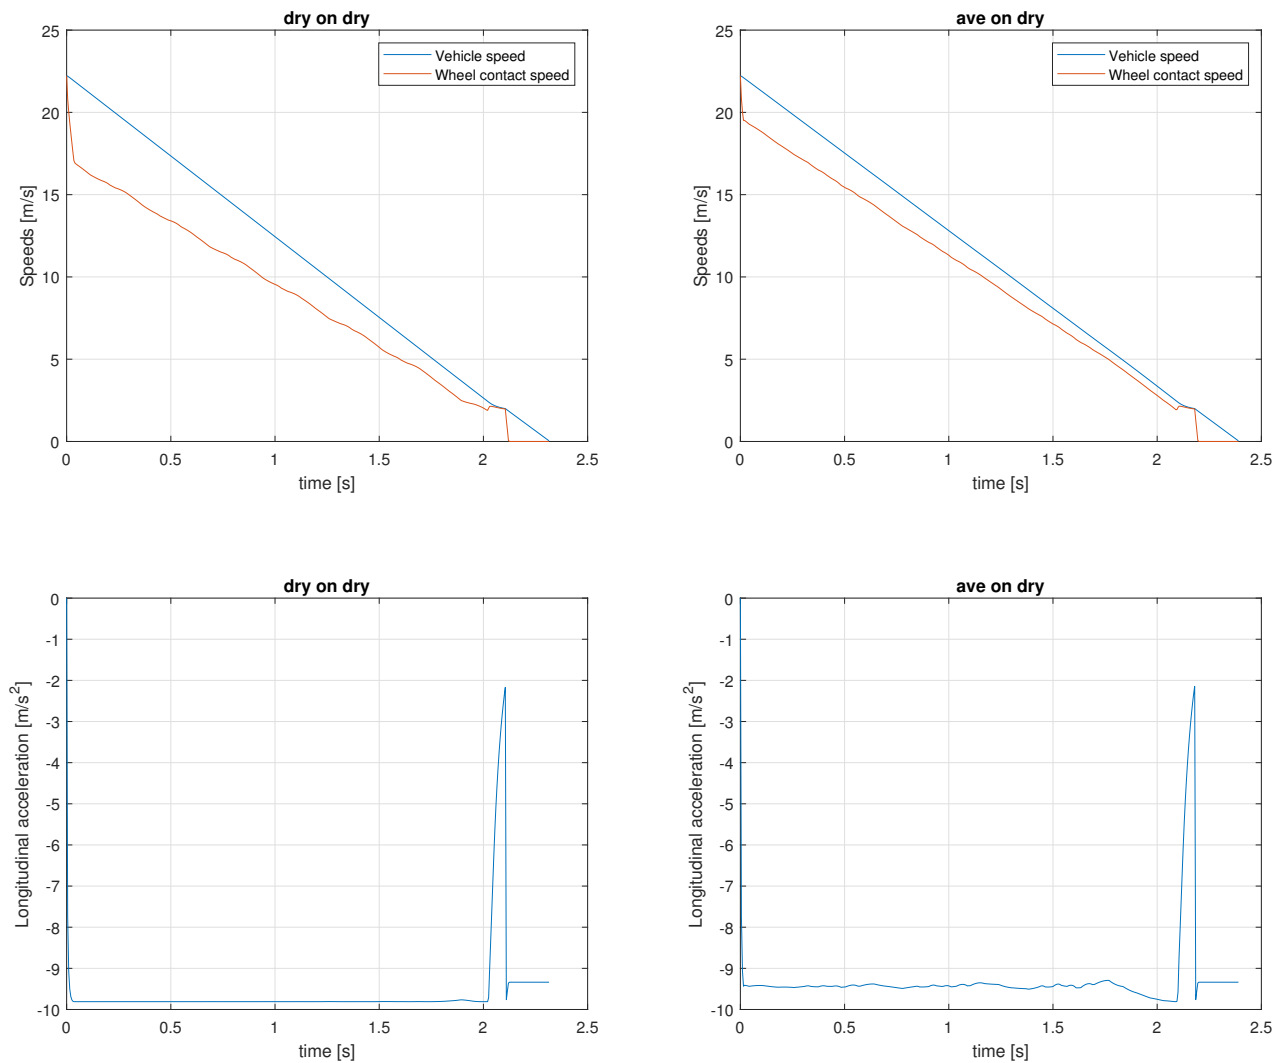 dry on dry
25
20
15
10
5
0
Speeds [m/s]
Vehicle speed
Wheel contact speed
0 0.5 1 1.5 2 2.5
time [s]
ave on dry
25
20
15
10
5
0
Speeds [m/s]
Vehicle speed
Wheel contact speed
0 0.5 1 1.5 2 2.5
time [s]
dry on dry
0
-1
-2
-3
-4
-5
-6
-7
-8
-9
-10
Longitudinal acceleration [m/s²]
0 0.5 1 1.5 2 2.5
time [s]
ave on dry
0
-1
-2
-3
-4
-5
-6
-7
-8
-9
-10
Longitudinal acceleration [m/s²]
0 0.5 1 1.5 2 2.5
time [s]